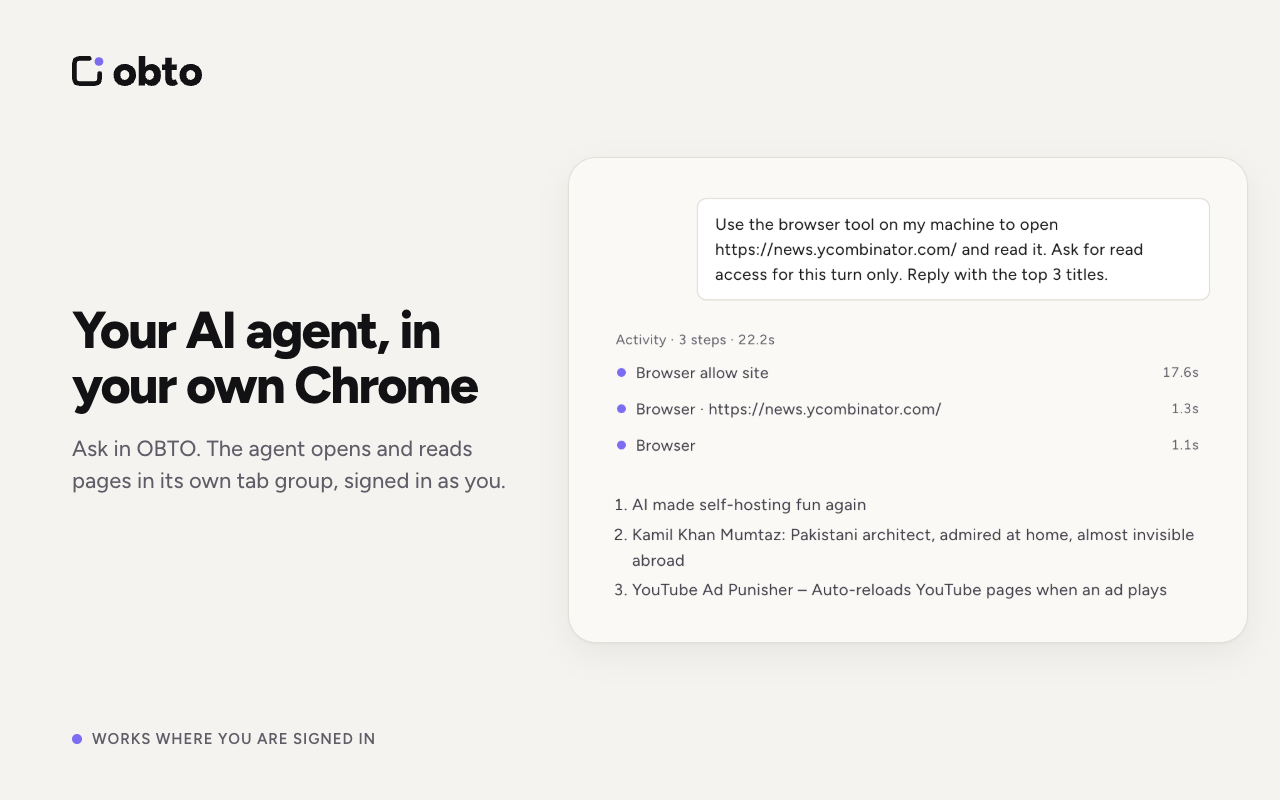 obto
Your AI agent, in
your own Chrome
Ask in OBTO. The agent opens and reads
pages in its own tab group, signed in as you.
WORKS WHERE YOU ARE SIGNED IN
Use the browser tool on my machine to open
https://news.ycombinator.com/ and read it. Ask for read
access for this turn only. Reply with the top 3 titles.
Activity · 3 steps · 22.2s
Browser allow site 17.6s
Browser · https://news.ycombinator.com/ 1.3s
Browser 1.1s
1. AI made self-hosting fun again
2. Kamil Khan Mumtaz: Pakistani architect, admired at home, almost invisible
abroad
3. YouTube Ad Punisher – Auto-reloads YouTube pages when an ad plays